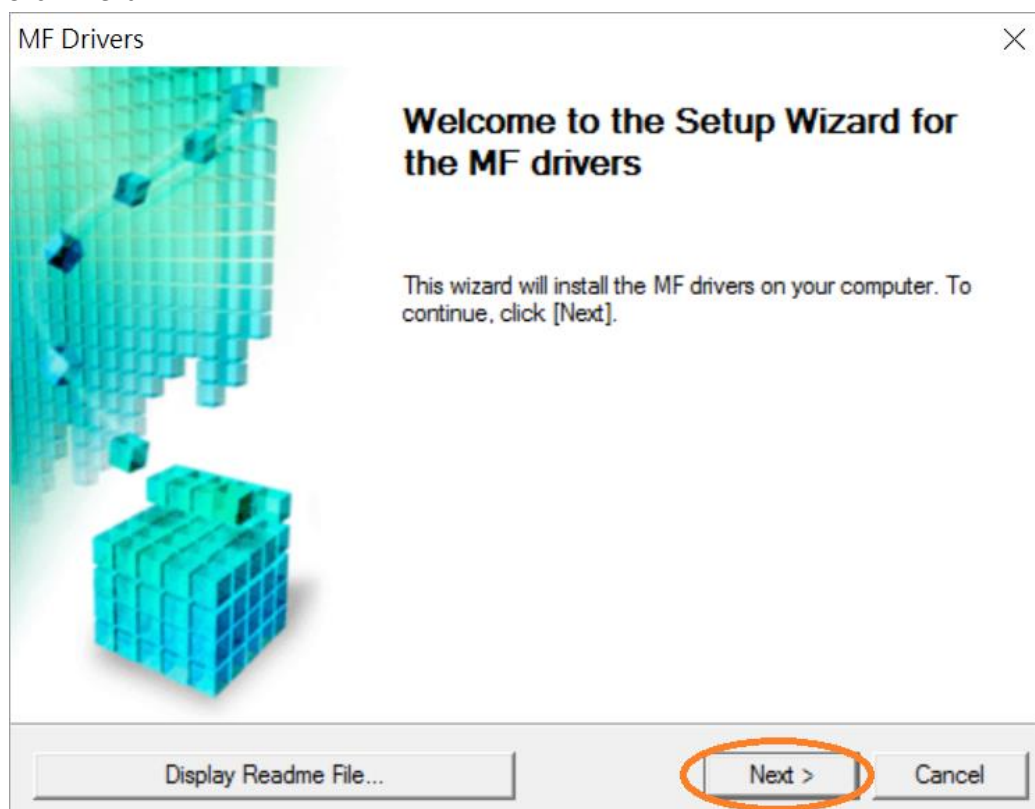 MF Drivers
Welcome to the Setup Wizard for
the MF drivers
This wizard will install the MF drivers on your computer. To
continue, click [Next].
Display Readme File...
Next >
Cancel